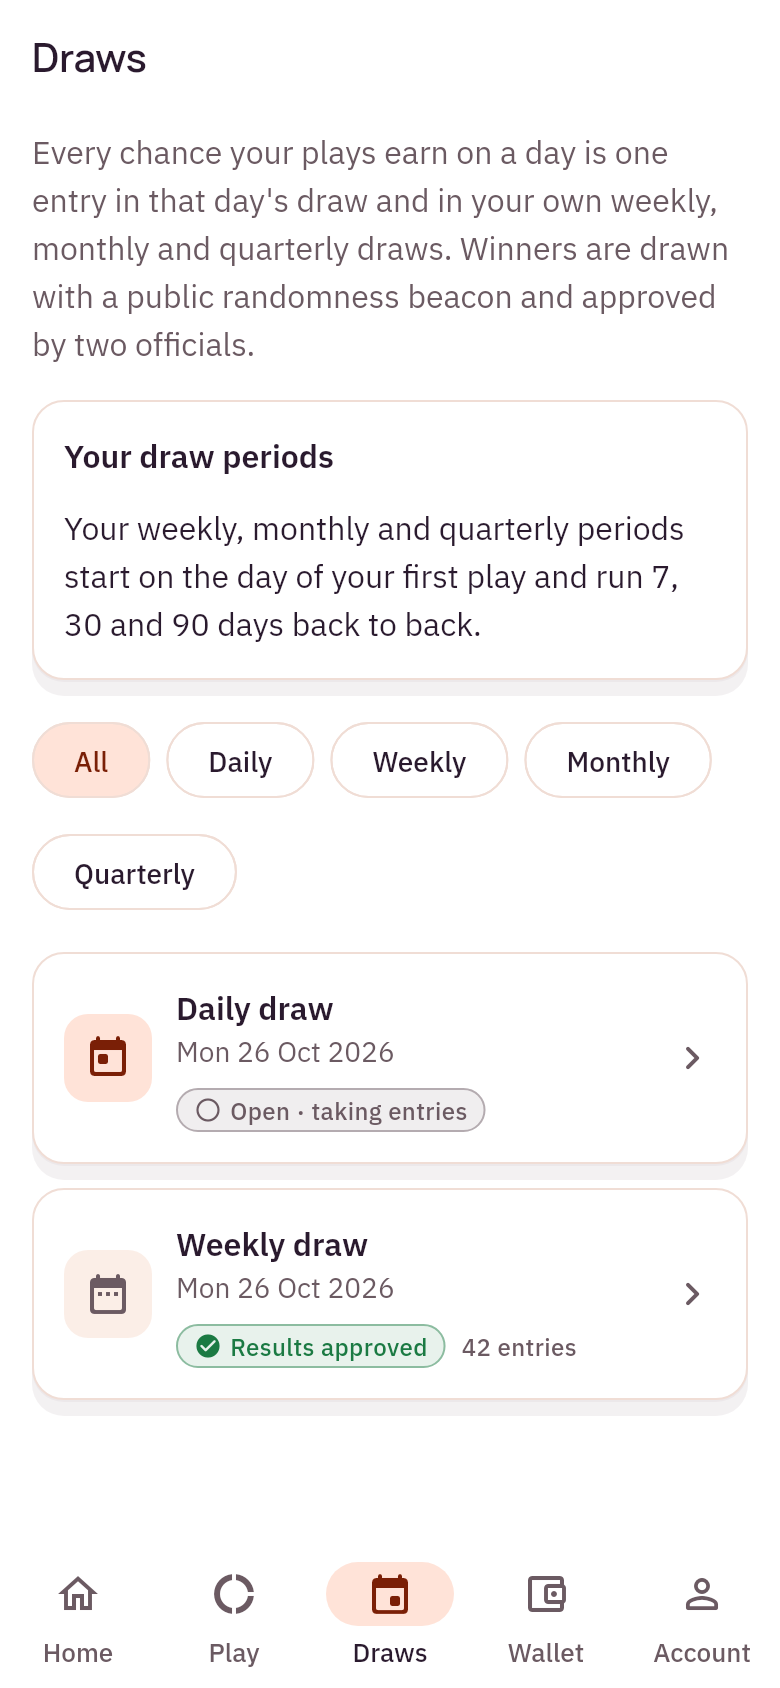 Draws
Every chance your plays earn on a day is one
entry in that day's draw and in your own weekly,
monthly and quarterly draws. Winners are drawn
with a public randomness beacon and approved
by two officials.
Your draw periods
Your weekly, monthly and quarterly periods
start on the day of your first play and run 7,
30 and 90 days back to back.
All Daily Weekly Monthly
Quarterly
Daily draw
Mon 26 Oct 2026
Open · taking entries
Weekly draw
Mon 26 Oct 2026
Results approved 42 entries
Home Play Draws Wallet Account